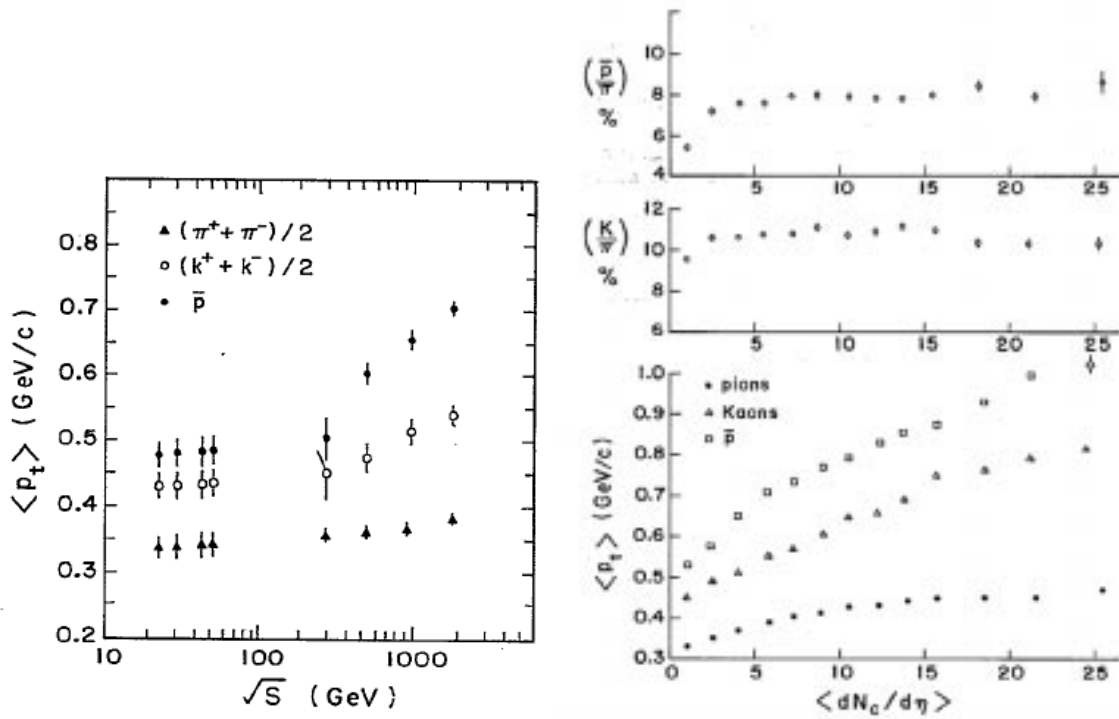 0.8
0.7
0.6
0.5
0.4
0.3
0.2
<p_t> (GeV/c)
▲ (π⁺ + π⁻)/2
○ (k⁺ + k⁻)/2
● p̄
10 100 1000
√S (GeV)
10
8
6
4
(p̄/π) %
5 10 15 20 25
12
10
8
6
(K/π) %
0 5 10 15 20 25
1.0
0.9
0.8
0.7
0.6
0.5
0.4
0.3
<p_t> (GeV/c)
• pions
△ Kaons
□ p̄
0 5 10 15 20 25
<dN_c/dη>